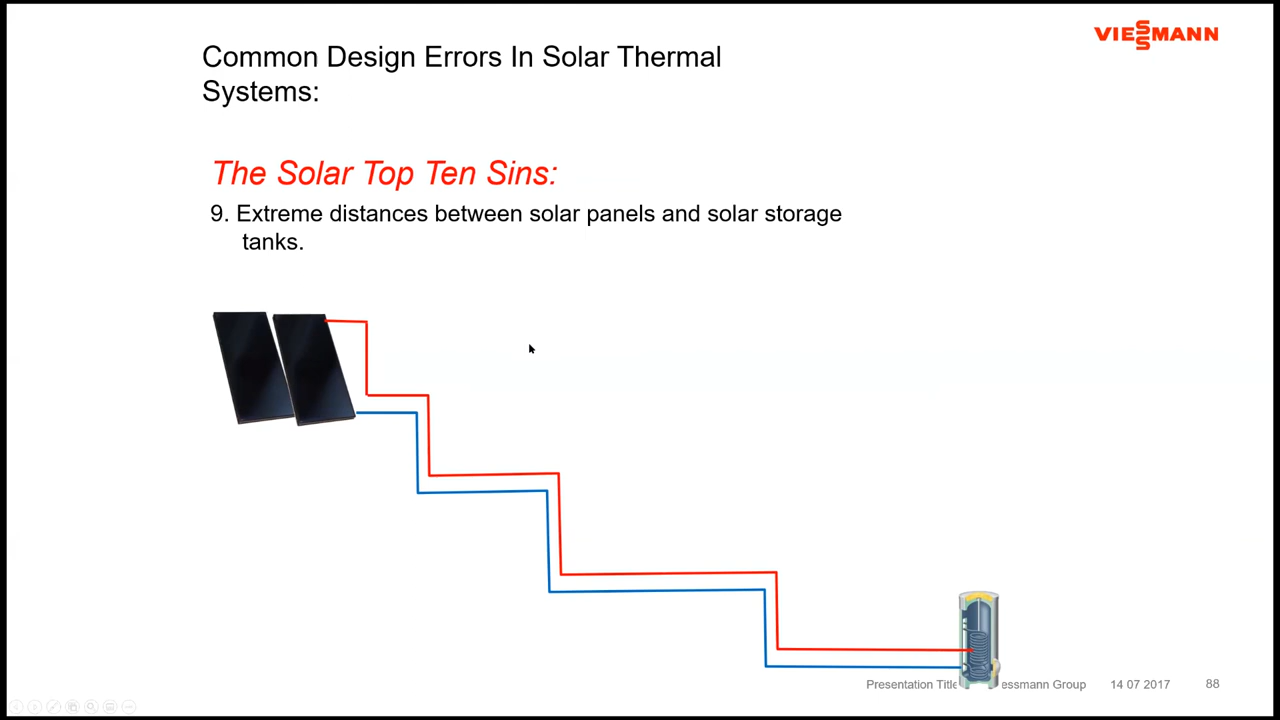 VIESSMANN
Common Design Errors In Solar Thermal
Systems:
The Solar Top Ten Sins:
9. Extreme distances between solar panels and solar storage
tanks.
Presentation Title essmann Group 14 07 2017 88